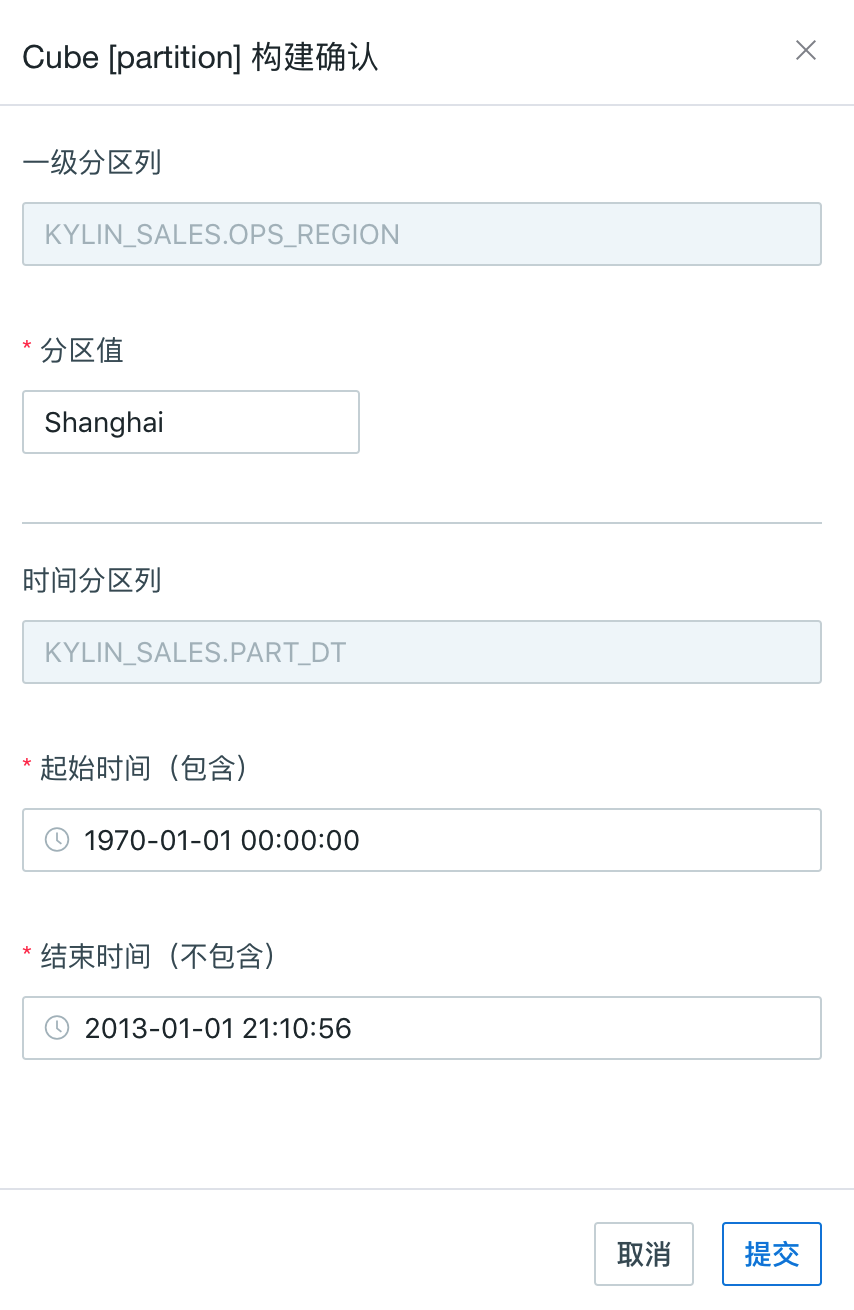 Cube [partition] 构建确认
一级分区列
KYLIN_SALES.OPS_REGION
* 分区值
Shanghai
时间分区列
KYLIN_SALES.PART_DT
* 起始时间（包含）
1970-01-01 00:00:00
* 结束时间（不包含）
2013-01-01 21:10:56
取消 提交